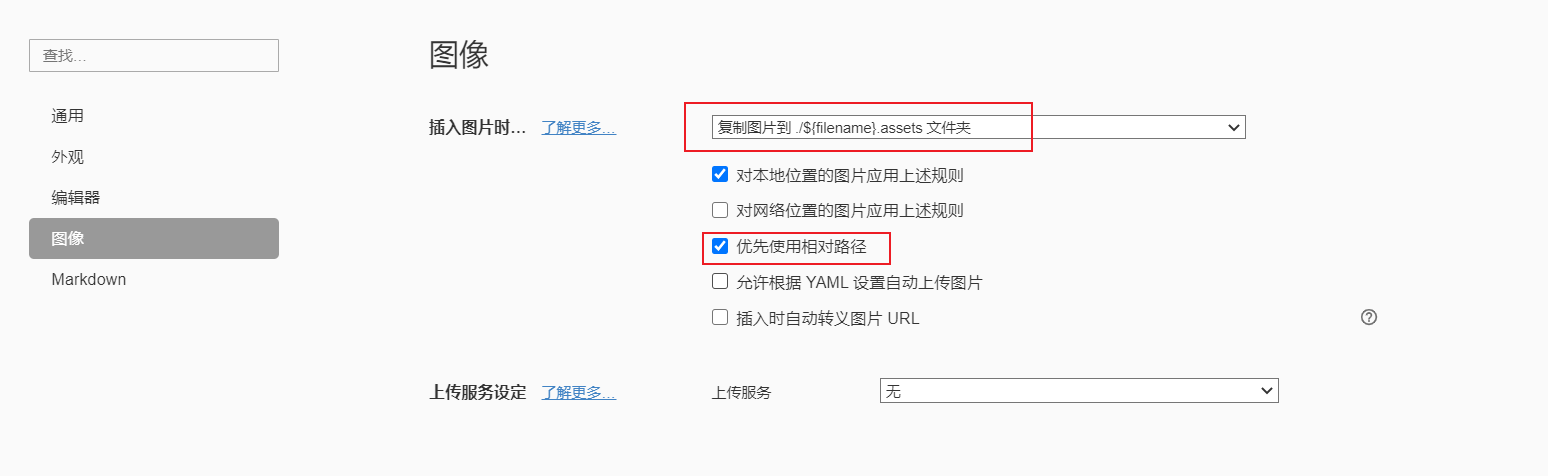 查找...
通用
外观
编辑器
图像
Markdown
图像
插入图片时... 了解更多... 复制图片到 ./${filename}.assets 文件夹
对本地位置的图片应用上述规则
对网络位置的图片应用上述规则
优先使用相对路径
允许根据 YAML 设置自动上传图片
插入时自动转义图片 URL
上传服务设定 了解更多... 上传服务 无